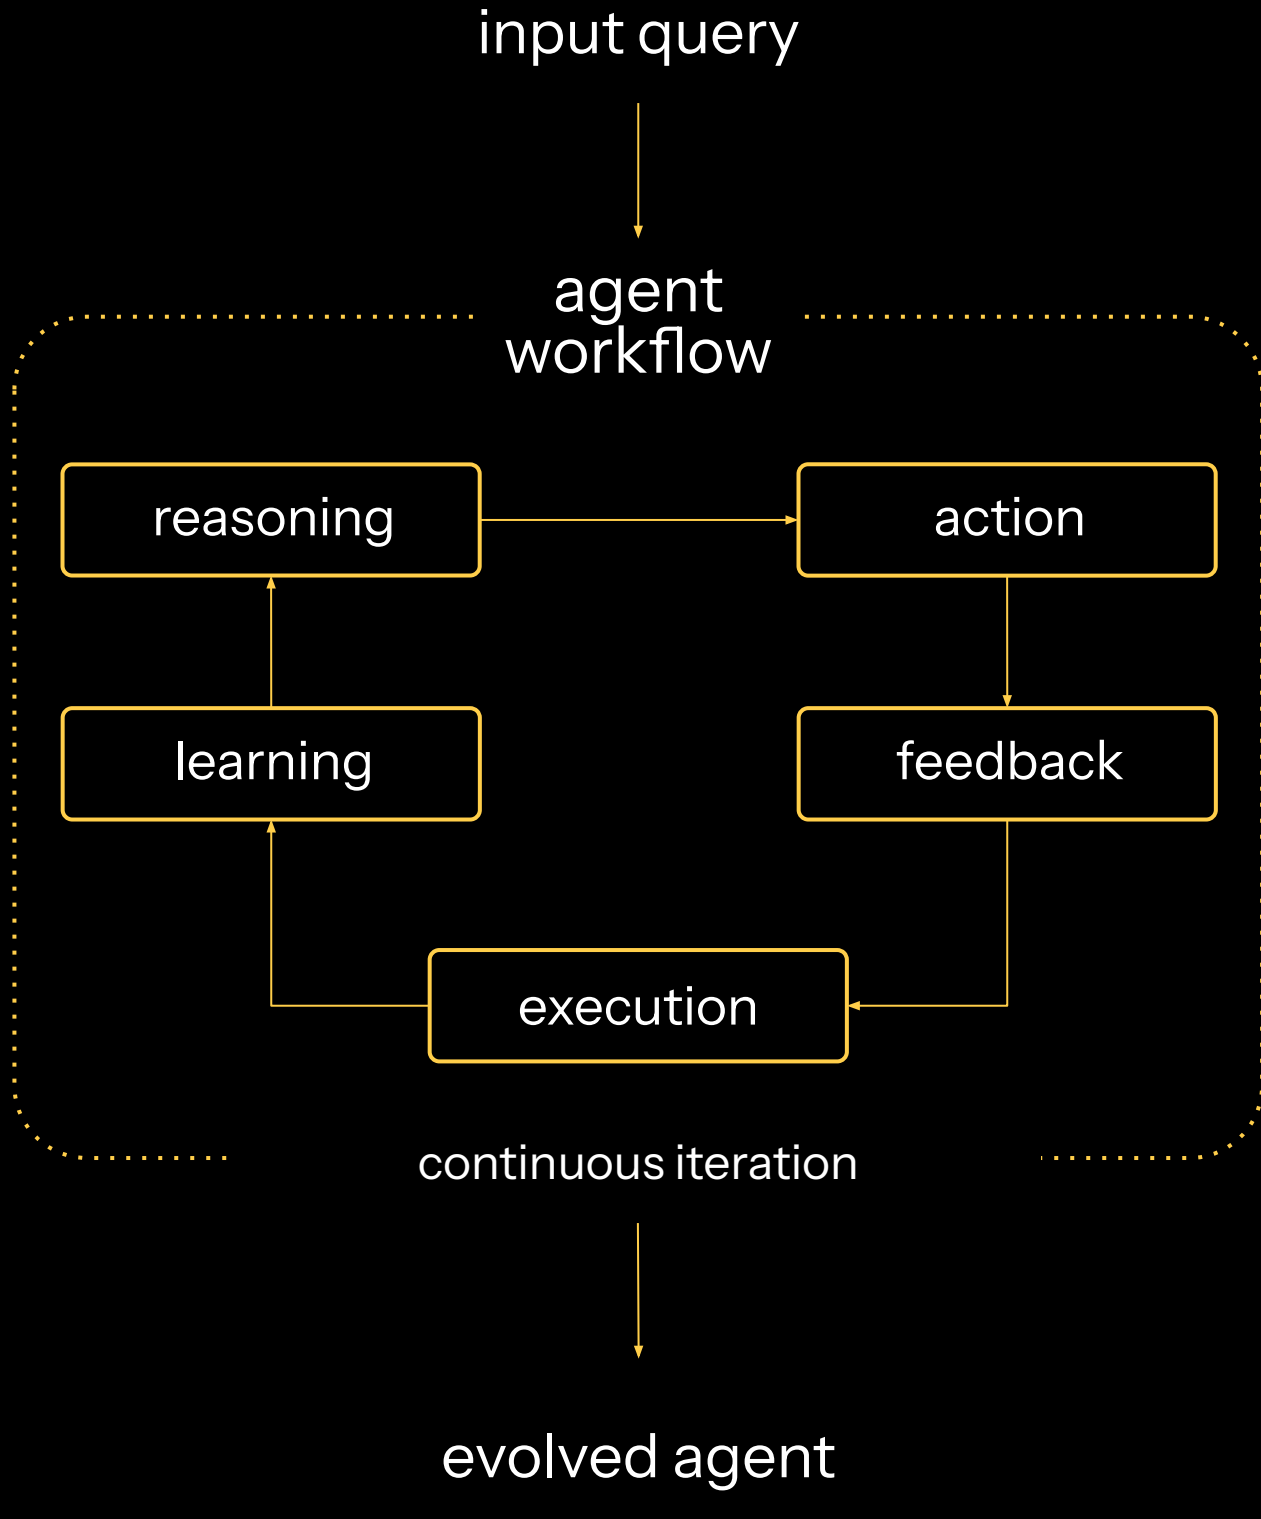 input query
agent
workflow
reasoning
action
learning
feedback
execution
continuous iteration
evolved agent